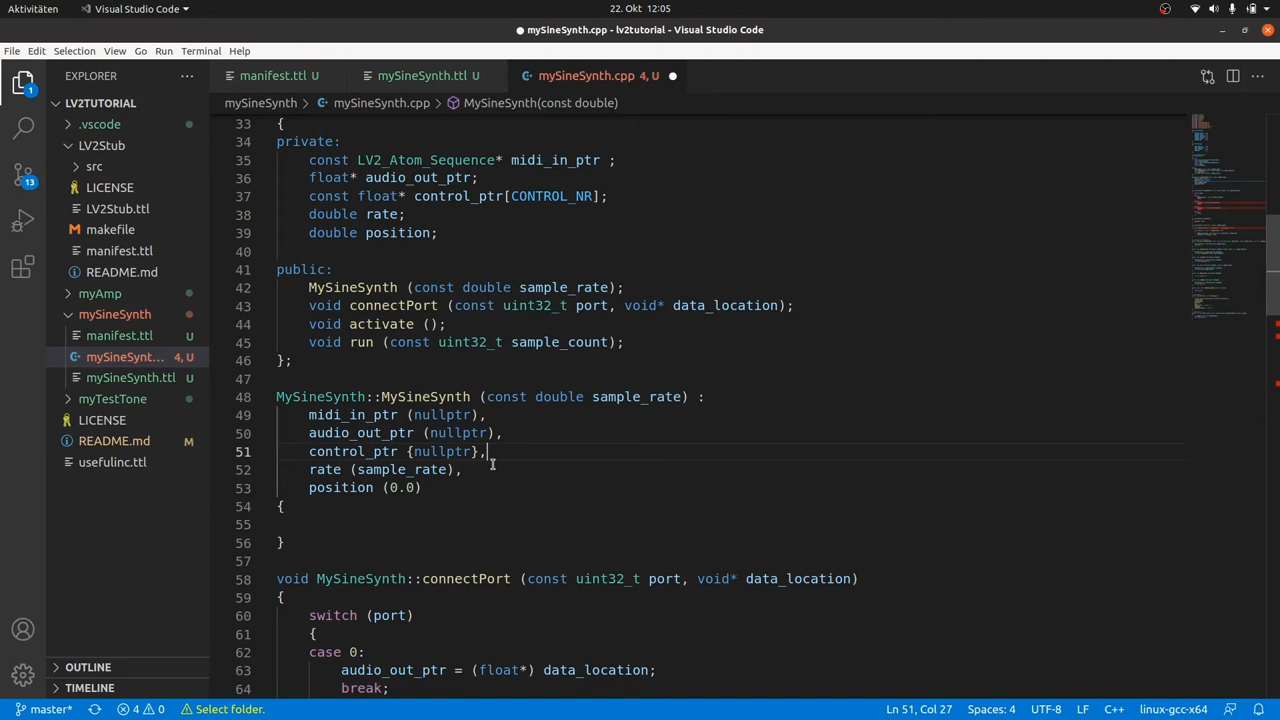 Aktivitäten
Visual Studio Code
22. Okt 12:05
● mySineSynth.cpp - lv2tutorial - Visual Studio Code
File Edit Selection View Go Run Terminal Help
EXPLORER
manifest.ttl U
mySineSynth.ttl U
mySineSynth.cpp 4, U
1
LV2TUTORIAL
mySineSynth > mySineSynth.cpp > MySineSynth(const double)
.vscode
LV2Stub
src
LICENSE
LV2Stub.ttl
makefile
manifest.ttl
README.md
myAmp
mySineSynth
manifest.ttl U
mySineSynt... 4, U
mySineSynth.ttl U
myTestTone
LICENSE
README.md M
usefulinc.ttl
13
OUTLINE
TIMELINE
33 {
34 private:
35 const LV2_Atom_Sequence* midi_in_ptr ;
36 float* audio_out_ptr;
37 const float* control_ptr[CONTROL_NR];
38 double rate;
39 double position;
40
41 public:
42 MySineSynth (const double sample_rate);
43 void connectPort (const uint32_t port, void* data_location);
44 void activate ();
45 void run (const uint32_t sample_count);
46 };
47
48 MySineSynth::MySineSynth (const double sample_rate) :
49 midi_in_ptr (nullptr),
50 audio_out_ptr (nullptr),
51 control_ptr {nullptr},
52 rate (sample_rate),
53 position (0.0)
54 {
55
56 }
57
58 void MySineSynth::connectPort (const uint32_t port, void* data_location)
59 {
60 switch (port)
61 {
62 case 0:
63 audio_out_ptr = (float*) data_location;
64 break;
master* 4 0 Select folder. Ln 51, Col 27 Spaces: 4 UTF-8 LF C++ linux-gcc-x64